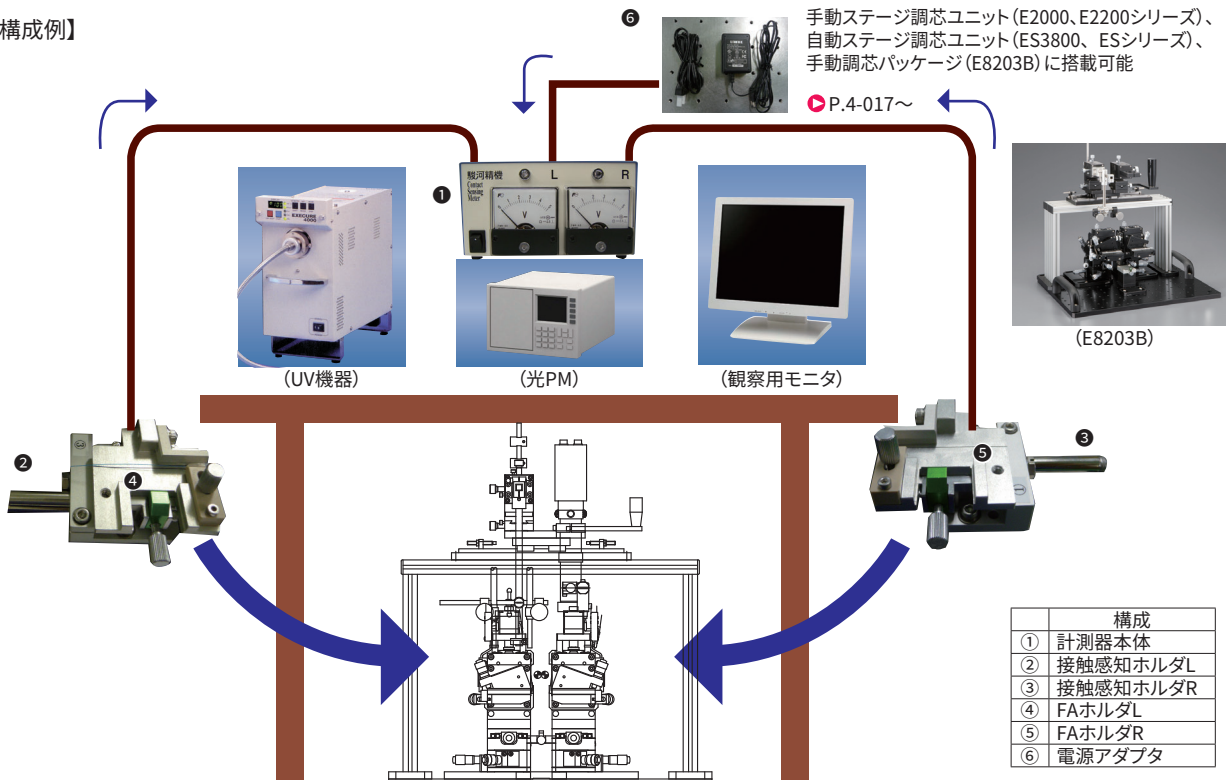 構成例】
❻
手動ステージ調芯ユニット(E2000、E2200シリーズ)、
自動ステージ調芯ユニット(ES3800、ESシリーズ)、
手動調芯パッケージ(E8203B)に搭載可能
P.4-017～
❶
駿河精機
Contact
Sensing
Meter
L
R
V
V
EXECURE
4000
(E8203B)
(UV機器)
(光PM)
(観察用モニタ)
❷
❹
❺
❸
構成
① 計測器本体
② 接触感知ホルダL
③ 接触感知ホルダR
④ FAホルダL
⑤ FAホルダR
⑥ 電源アダプタ